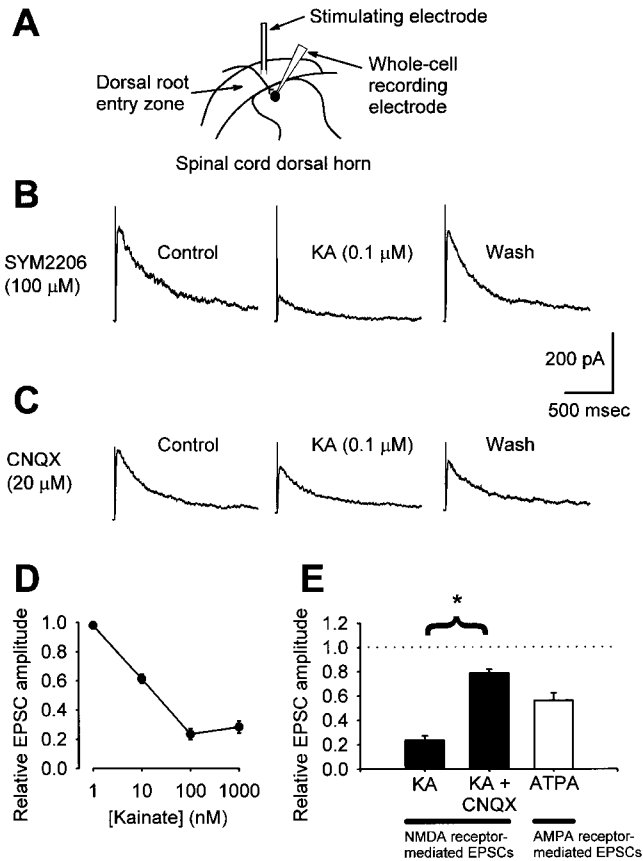 A
Stimulating electrode
Dorsal root
entry zone
Whole-cell
recording
electrode
Spinal cord dorsal horn
B
SYM2206
(100 μM)
Control
KA (0.1 μM)
Wash
200 pA
500 msec
C
CNQX
(20 μM)
Control
KA (0.1 μM)
Wash
D
Relative EPSC amplitude
1.0
0.8
0.6
0.4
0.2
0.0
1 10 100 1000
[Kainate] (nM)
E
Relative EPSC amplitude
1.2
1.0
0.8
0.6
0.4
0.2
0.0
*
KA
KA +
CNQX
ATPA
NMDA receptor-
mediated EPSCs
AMPA receptor-
mediated EPSCs